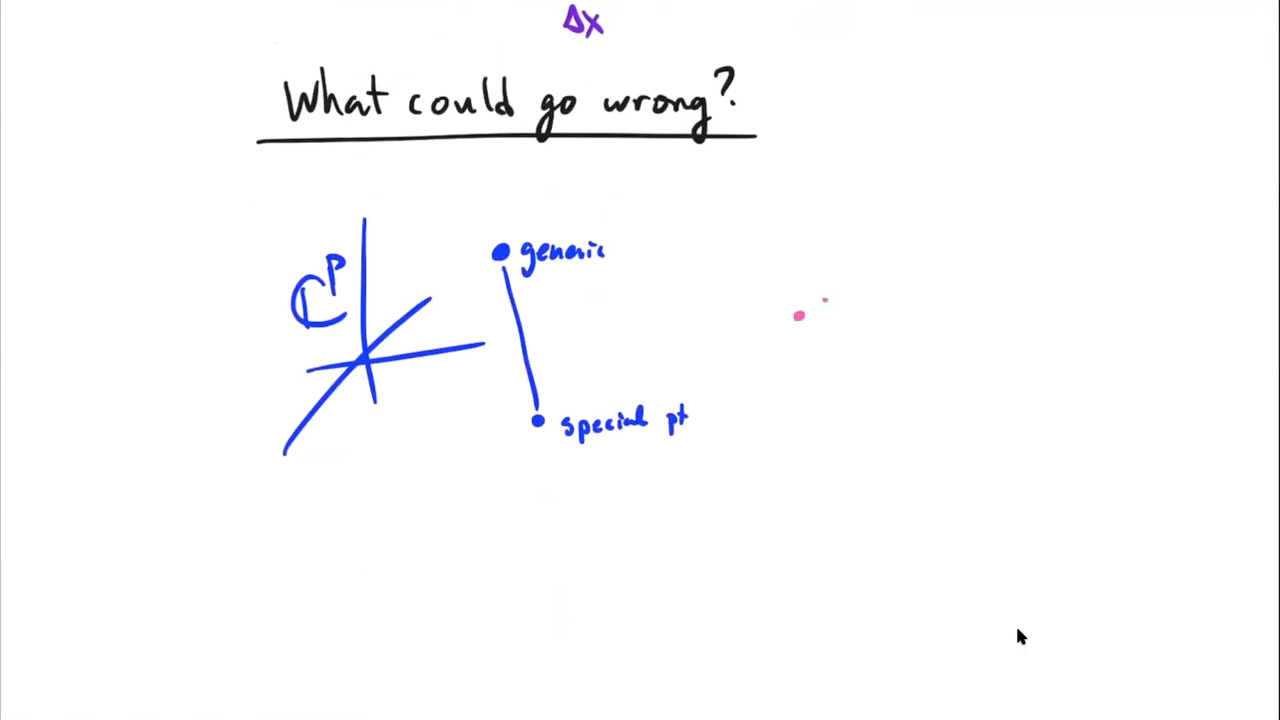 Δx
What could go wrong?
ℂᵖ
generic
special pt